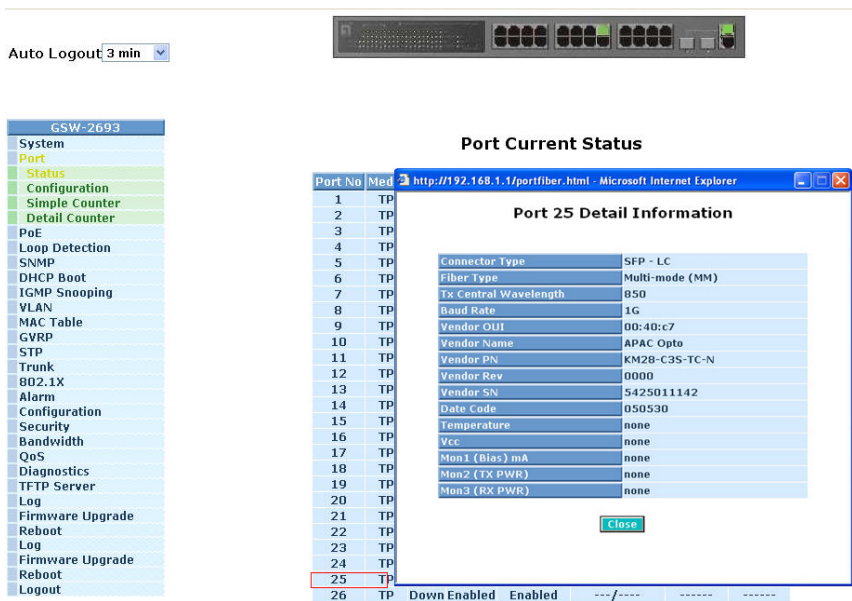 Auto Logout 3 min
GSW-2693
System
Port
Status
Configuration
Simple Counter
Detail Counter
PoE
Loop Detection
SNMP
DHCP Boot
IGMP Snooping
VLAN
MAC Table
GVRP
STP
Trunk
802.1X
Alarm
Configuration
Security
Bandwidth
QoS
Diagnostics
TFTP Server
Log
Firmware Upgrade
Reboot
Log
Firmware Upgrade
Reboot
Logout
Port Current Status
Port No Med
1 TP
2 TP
3 TP
4 TP
5 TP
6 TP
7 TP
8 TP
9 TP
10 TP
11 TP
12 TP
13 TP
14 TP
15 TP
16 TP
17 TP
18 TP
19 TP
20 TP
21 TP
22 TP
23 TP
24 TP
25 TP
26 TP Down Enabled Enabled ---/---- ------ ------
http://192.168.1.1/portfiber.html - Microsoft Internet Explorer
Port 25 Detail Information
Connector Type SFP - LC
Fiber Type Multi-mode (MM)
Tx Central Wavelength 850
Baud Rate 1G
Vendor OUI 00:40:c7
Vendor Name APAC Opto
Vendor PN KM28-C3S-TC-N
Vendor Rev 0000
Vendor SN 5425011142
Date Code 050530
Temperature none
Vcc none
Mon1 (Bias) mA none
Mon2 (TX PWR) none
Mon3 (RX PWR) none
Close